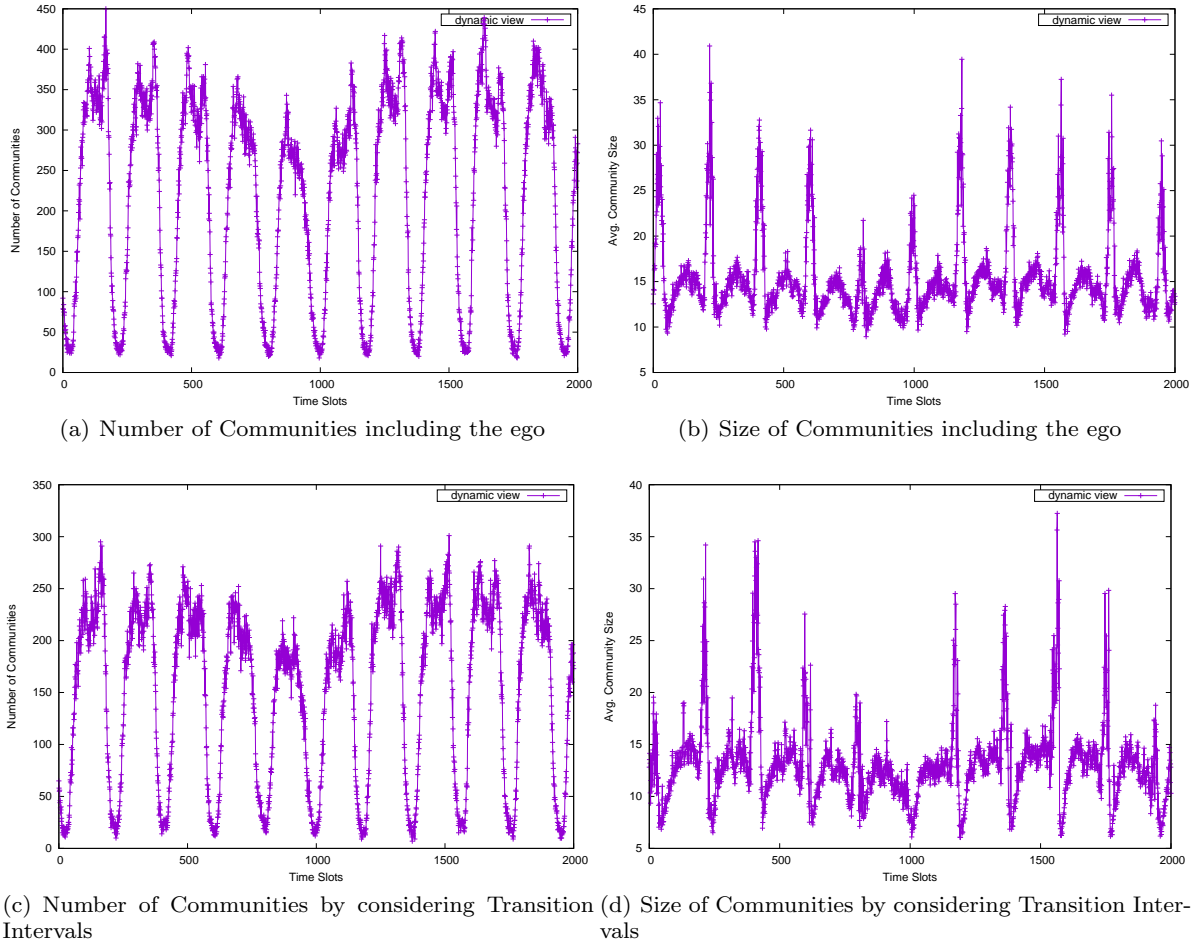 450
400
350
300
250
200
150
100
50
0
Number of Communities
dynamic view
0 500 1000 1500 2000
Time Slots
(a) Number of Communities including the ego
45
40
35
30
25
20
15
10
5
Avg. Community Size
dynamic view
0 500 1000 1500 2000
Time Slots
(b) Size of Communities including the ego
350
300
250
200
150
100
50
0
Number of Communities
dynamic view
0 500 1000 1500 2000
Time Slots
(c) Number of Communities by considering Transition
Intervals
40
35
30
25
20
15
10
5
Avg. Community Size
dynamic view
0 500 1000 1500 2000
Time Slots
(d) Size of Communities by considering Transition Inter-
vals